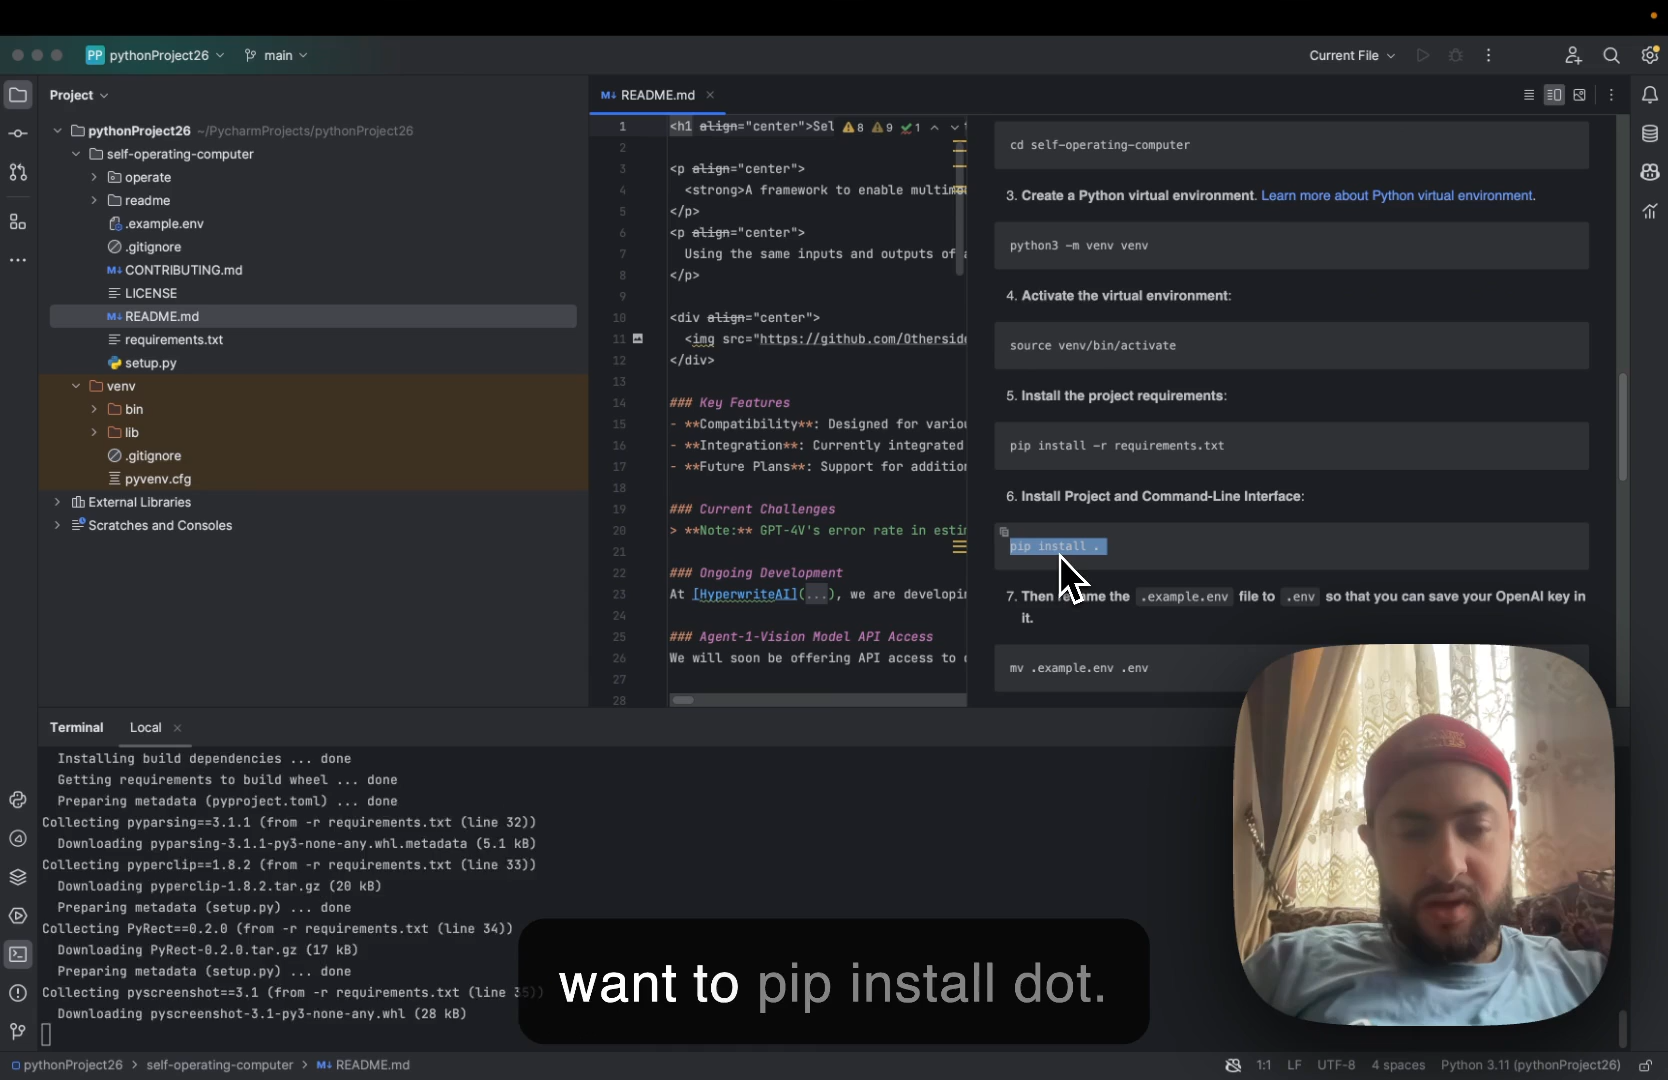 PP pythonProject26
main
Current File
Project
README.md
pythonProject26 ~/PycharmProjects/pythonProject26
self-operating-computer
operate
readme
.example.env
.gitignore
CONTRIBUTING.md
LICENSE
README.md
requirements.txt
setup.py
venv
bin
lib
.gitignore
pyvenv.cfg
External Libraries
Scratches and Consoles
1 <h1 align="center">Sel 8 9 1
2
3 <p align="center">
4 <strong>A framework to enable multim
5 </p>
6 <p align="center">
7 Using the same inputs and outputs of
8 </p>
9
10 <div align="center">
11 <img src="https://github.com/Otherside
12 </div>
13
14 ### Key Features
15 - **Compatibility**: Designed for variou
16 - **Integration**: Currently integrated
17 - **Future Plans**: Support for addition
18
19 ### Current Challenges
20 > **Note:** GPT-4V's error rate in estim
21
22 ### Ongoing Development
23 At [HyperwriteAI](...), we are developin
24
25 ### Agent-1-Vision Model API Access
26 We will soon be offering API access to
27
28
cd self-operating-computer
3. Create a Python virtual environment. Learn more about Python virtual environment.
python3 -m venv venv
4. Activate the virtual environment:
source venv/bin/activate
5. Install the project requirements:
pip install -r requirements.txt
6. Install Project and Command-Line Interface:
pip install .
7. Then the .example.env file to .env so that you can save your OpenAI key in
it.
mv .example.env .env
Terminal Local
Installing build dependencies ... done
Getting requirements to build wheel ... done
Preparing metadata (pyproject.toml) ... done
Collecting pyparsing==3.1.1 (from -r requirements.txt (line 32))
Downloading pyparsing-3.1.1-py3-none-any.whl.metadata (5.1 kB)
Collecting pyperclip==1.8.2 (from -r requirements.txt (line 33))
Downloading pyperclip-1.8.2.tar.gz (20 kB)
Preparing metadata (setup.py) ... done
Collecting PyRect==0.2.0 (from -r requirements.txt (line 34))
Downloading PyRect-0.2.0.tar.gz (17 kB)
Preparing metadata (setup.py) ... done
Collecting pyscreenshot==3.1 (from -r requirements.txt (line 35))
Downloading pyscreenshot-3.1-py3-none-any.whl (28 kB)
want to pip install dot.
pythonProject26 > self-operating-computer > README.md
1:1 LF UTF-8 4 spaces Python 3.11 (pythonProject26)